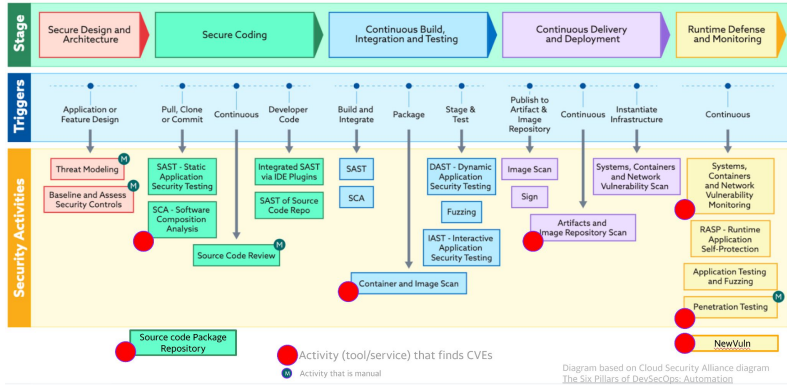 Stage
Secure Design and
Architecture
Secure Coding
Continuous Build,
Integration and Testing
Continuous Delivery
and Deployment
Runtime Defense
and Monitoring
Triggers
Application or
Feature Design
Pull, Clone
or Commit
Continuous
Developer
Code
Build and
Integrate
Package
Stage &
Test
Publish to
Artifact &
Image
Repository
Continuous
Instantiate
Infrastructure
Continuous
Security Activities
Threat Modeling
M
Baseline and Assess
Security Controls
M
SAST - Static
Application
Security Testing
SCA - Software
Composition
Analysis
Source Code Review
M
Integrated SAST
via IDE Plugins
SAST of Source
Code Repo
SAST
SCA
Container and Image Scan
DAST - Dynamic
Application
Security Testing
Fuzzing
IAST - Interactive
Application
Security Testing
Image Scan
Sign
Artifacts and
Image Repository Scan
Systems, Containers
and Network
Vulnerability Scan
Systems,
Containers
and Network
Vulnerability
Monitoring
RASP - Runtime
Application
Self-Protection
Application Testing
and Fuzzing
Penetration Testing
M
Source code Package
Repository
NewVuln
Activity (tool/service) that finds CVEs
M Activity that is manual
Diagram based on Cloud Security Alliance diagram
The Six Pillars of DevSecOps: Automation